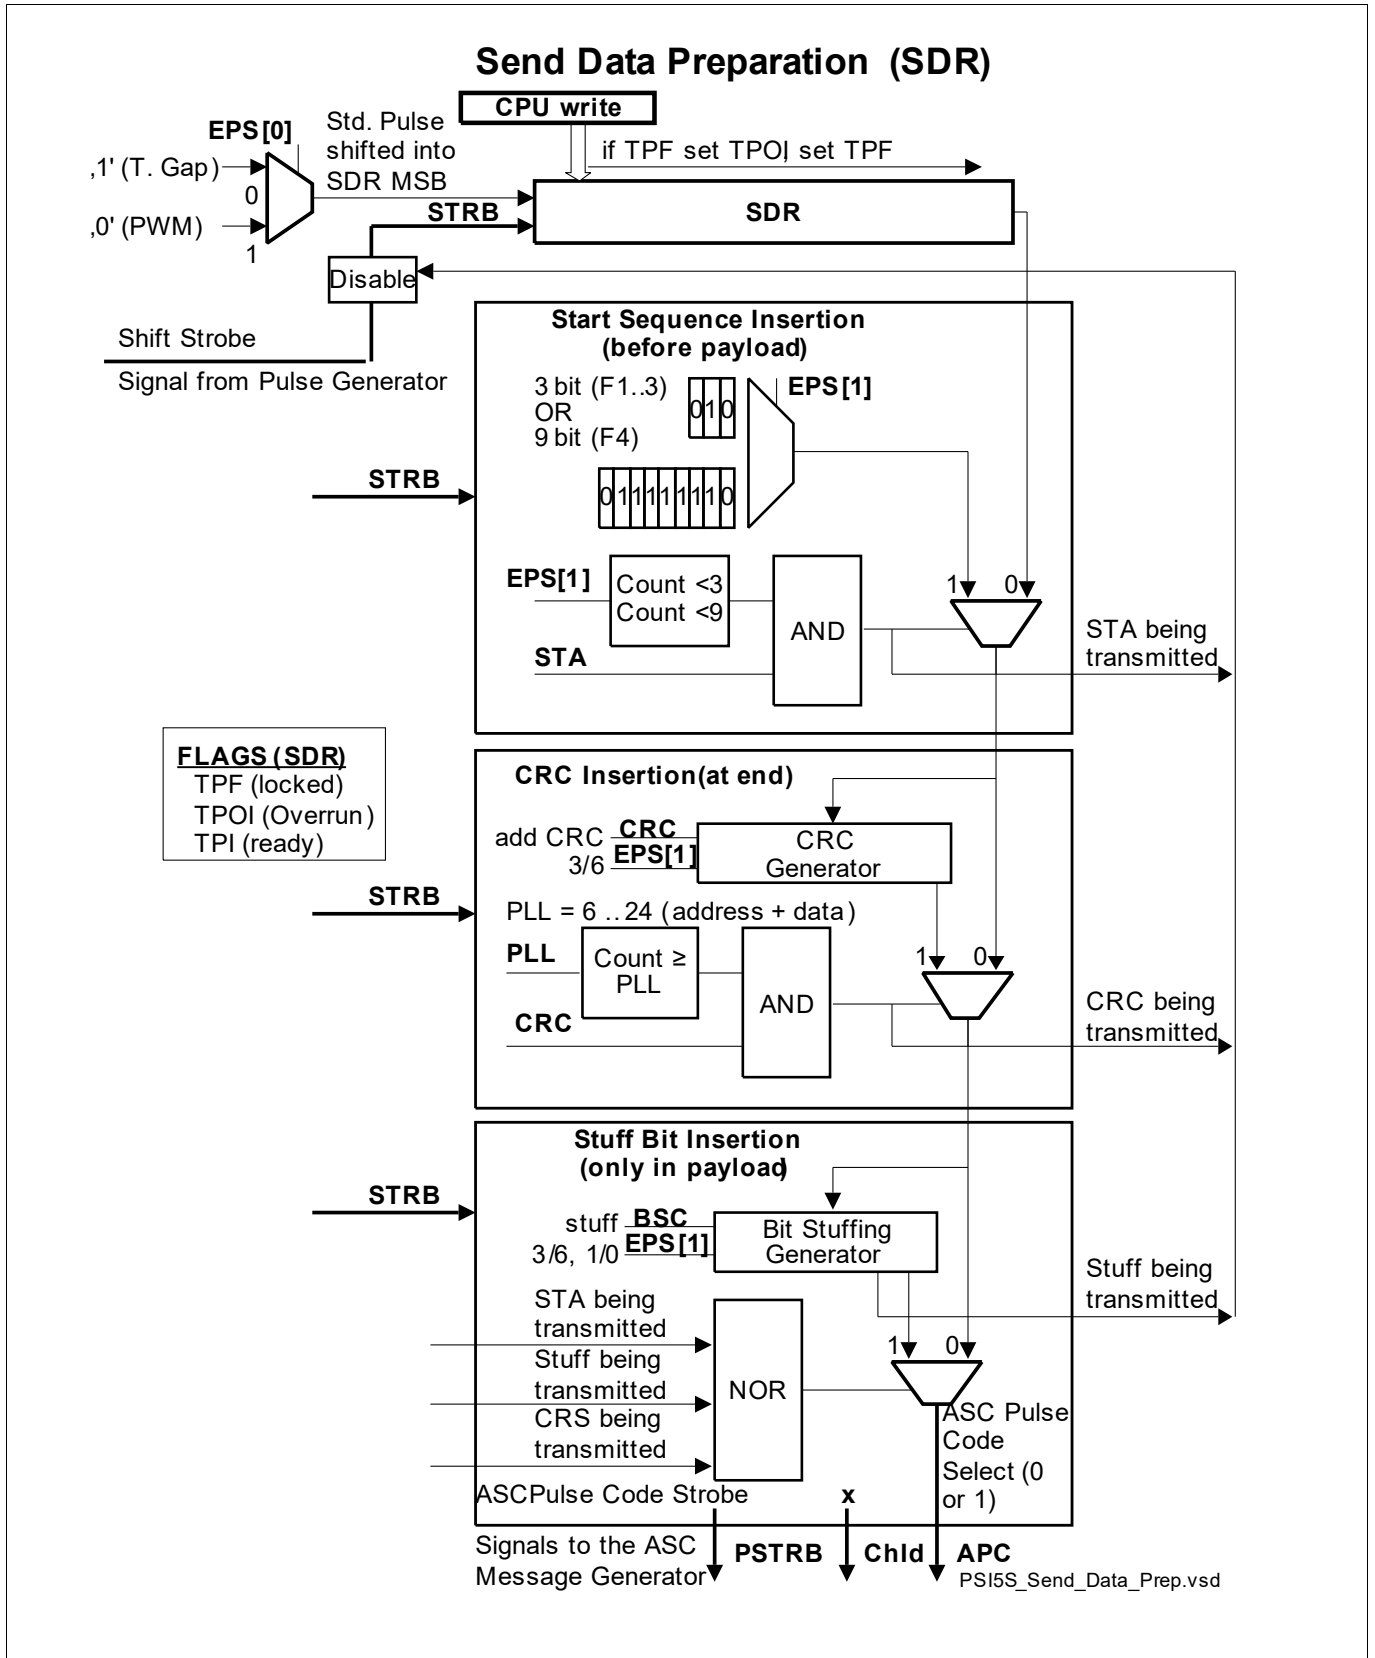 Send Data Preparation (SDR)
CPU write
EPS[0]
Std. Pulse
shifted into
SDR MSB
if TPF set TPOI, set TPF
,1' (T. Gap)
0
,0' (PWM)
1
STRB
SDR
Disable
Shift Strobe
Signal from Pulse Generator
Start Sequence Insertion
(before payload)
3 bit (F1..3)
OR
9 bit (F4)
010
EPS[1]
011111110
STRB
EPS[1]
Count <3
Count <9
AND
STA
1
0
STA being
transmitted
FLAGS (SDR)
TPF (locked)
TPOI (Overrun)
TPI (ready)
CRC Insertion(at end)
add CRC
CRC
3/6
EPS[1]
CRC
Generator
STRB
PLL = 6 .. 24 (address + data)
PLL
Count ≥
PLL
AND
CRC
1
0
CRC being
transmitted
Stuff Bit Insertion
(only in payload)
STRB
stuff
BSC
3/6, 1/0
EPS[1]
Bit Stuffing
Generator
Stuff being
transmitted
STA being
transmitted
Stuff being
transmitted
CRS being
transmitted
NOR
1
0
ASC Pulse
Code
Select (0
or 1)
ASCPulse Code Strobe
x
Signals to the ASC
Message Generator
PSTRB
ChId
APC
PSI5S_Send_Data_Prep.vsd